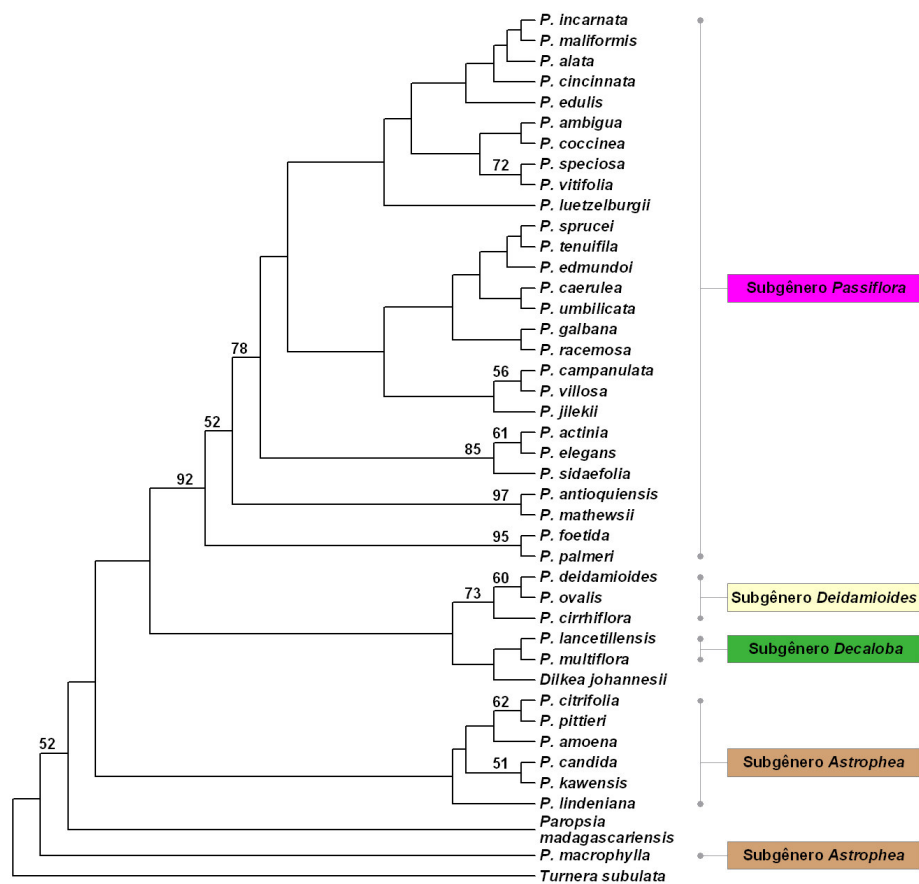 P. incarnata
P. maliformis
P. alata
P. cincinnata
P. edulis
P. ambigua
P. coccinea
72
P. speciosa
P. vitifolia
P. luetzelburgii
P. sprucei
P. tenuifila
P. edmundoi
P. caerulea
Subgênero Passiflora
P. umbilicata
P. galbana
78
P. racemosa
56
P. campanulata
P. villosa
P. jilekii
52
61
P. actinia
85
P. elegans
P. sidaefolia
92
97
P. antioquiensis
P. mathewsii
95
P. foetida
P. palmeri
60
P. deidamioides
73
P. ovalis
Subgênero Deidamioides
P. cirrhiflora
P. lancetillensis
Subgênero Decaloba
P. multiflora
Dilkea johannesii
62
P. citrifolia
P. pittieri
52
P. amoena
51
P. candida
Subgênero Astrophea
P. kawensis
P. lindeniana
Paropsia
madagascariensis
P. macrophylla
Subgênero Astrophea
Turnera subulata